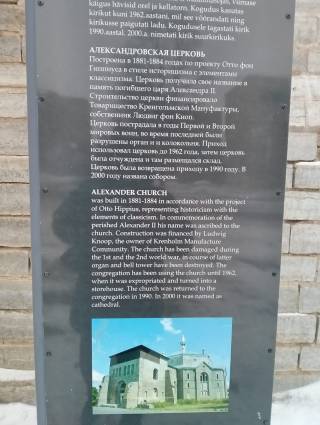 käigus hävisid orel ja kellatorn. Kogudus kasutas
kirikut kuni 1962.aastani, mil see võõrandati ning
kirikusse paigutati ladu. Kogudusele tagastati kirik
1990.aastal. 2000.a. nimetati kirik suurkirikuks.
АЛЕКСАНДРОВСКАЯ ЦЕРКОВЬ
Построена в 1881-1884 годах по проекту Отто фон
Гиппиуса в стиле историцизма с элементами
классицизма. Церковь получило свое название в
память погибшего царя Александра II.
Строительство церкви финансировало
Товарищество Кренгольмской Мануфактуры,
собственник Людвиг фон Кноп.
Церковь пострадала в годы Первой и Второй
мировых воин, во время последней были
разрушены орган и и колокольня. Приход
использовал церковь до 1962 года, затем церковь
была отчуждена и там размещался склад.
Церковь была возвращена приходу в 1990 году. В
2000 году названа собором.
ALEXANDER CHURCH
was built in 1881-1884 in accordance with the project
of Otto Hippius, representing historicism with the
elements of classicism. In commemoration of the
perished Alexander II his name was ascribed to the
church. Construction was financed by Ludwig
Knoop, the owner of Krenholm Manufacture
Community. The church has been damaged during
the 1st and the 2nd world war, in course of latter
organ and bell tower have been destroyed. The
congregation has been using the church until 1962,
when it was expropriated and turned into a
storehouse. The church was returned to the
congregation in 1990. In 2000 it was named as
cathedral.